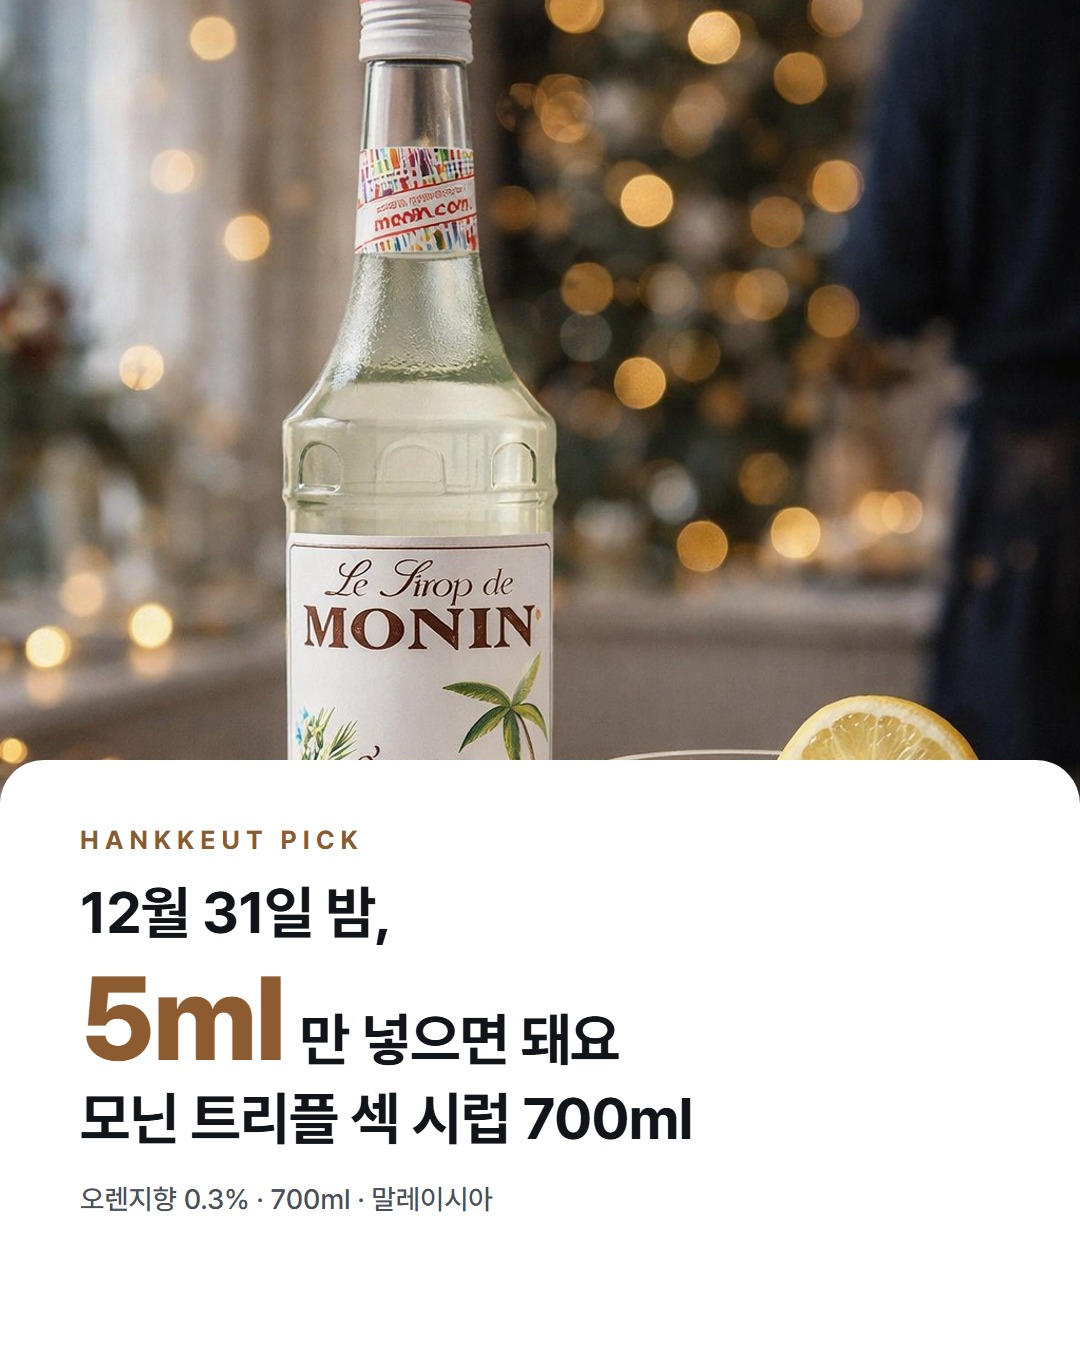 Le Sirop de
MONIN
HANKKEUT PICK
12월 31일 밤,
5ml 만 넣으면 돼요
모닌 트리플 섹 시럽 700ml
오렌지향 0.3% · 700ml · 말레이시아